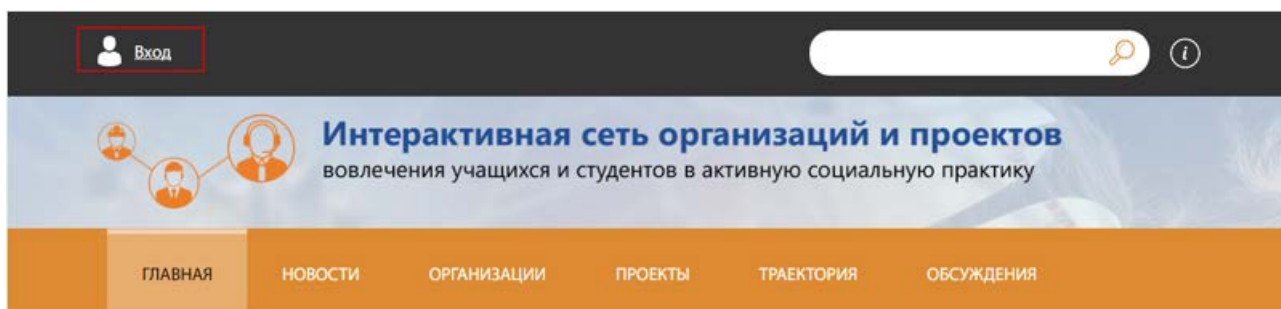 Вход
i
Интерактивная сеть организаций и проектов
вовлечения учащихся и студентов в активную социальную практику
ГЛАВНАЯ НОВОСТИ ОРГАНИЗАЦИИ ПРОЕКТЫ ТРАЕКТОРИЯ ОБСУЖДЕНИЯ